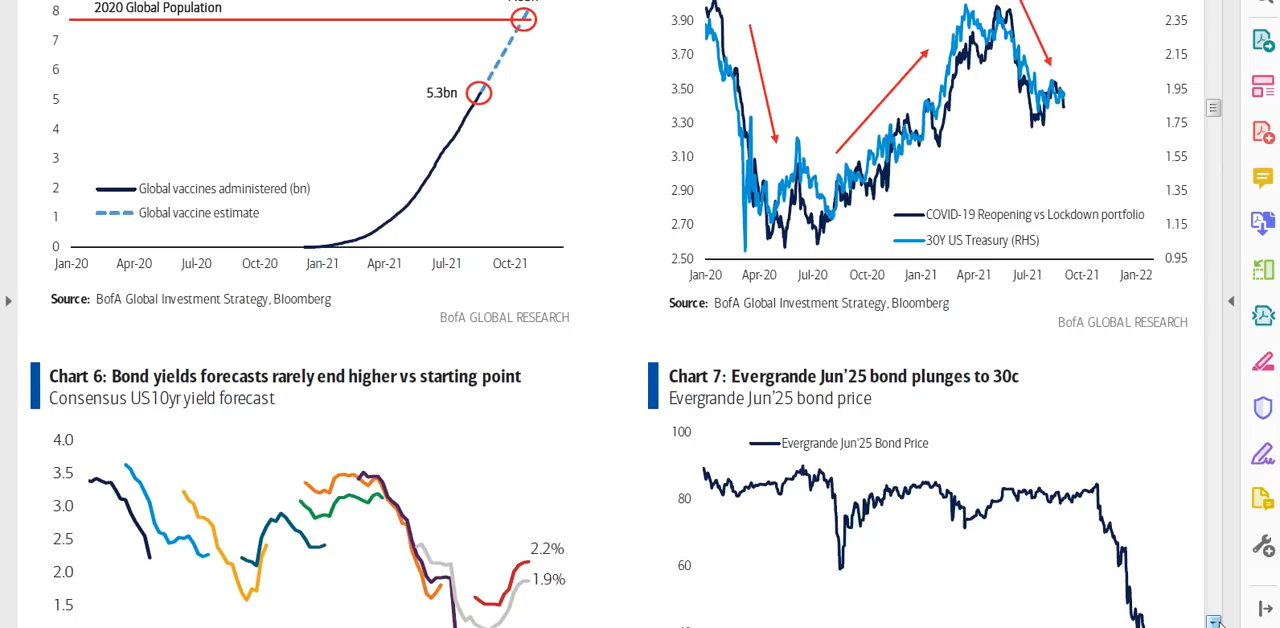 2020 Global Population
8
7
6
5
4
3
2
1
0
5.3bn
Global vaccines administered (bn)
Global vaccine estimate
Jan-20 Apr-20 Jul-20 Oct-20 Jan-21 Apr-21 Jul-21 Oct-21
Source: BofA Global Investment Strategy, Bloomberg
BofA GLOBAL RESEARCH
3.90
3.70
3.50
3.30
3.10
2.90
2.70
2.50
2.35
2.15
1.95
1.75
1.55
1.35
1.15
0.95
COVID-19 Reopening vs Lockdown portfolio
30Y US Treasury (RHS)
Jan-20 Apr-20 Jul-20 Oct-20 Jan-21 Apr-21 Jul-21 Oct-21 Jan-22
Source: BofA Global Investment Strategy, Bloomberg
BofA GLOBAL RESEARCH
Chart 6: Bond yields forecasts rarely end higher vs starting point
Consensus US 10yr yield forecast
4.0
3.5
3.0
2.5
2.0
1.5
2.2%
1.9%
Chart 7: Evergrande Jun'25 bond plunges to 30c
Evergrande Jun'25 bond price
100
80
60
Evergrande Jun'25 Bond Price